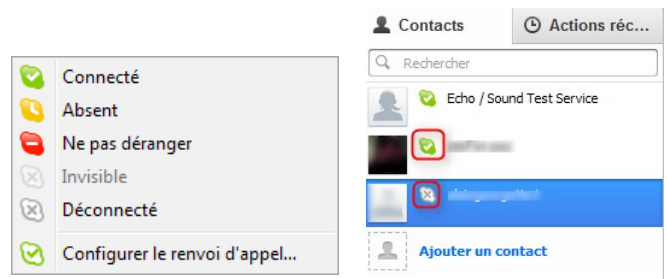 Connecté
Absent
Ne pas déranger
Invisible
Déconnecté
Configurer le renvoi d'appel...
Contacts
Actions réc...
Rechercher
Echo / Sound Test Service
Ajouter un contact